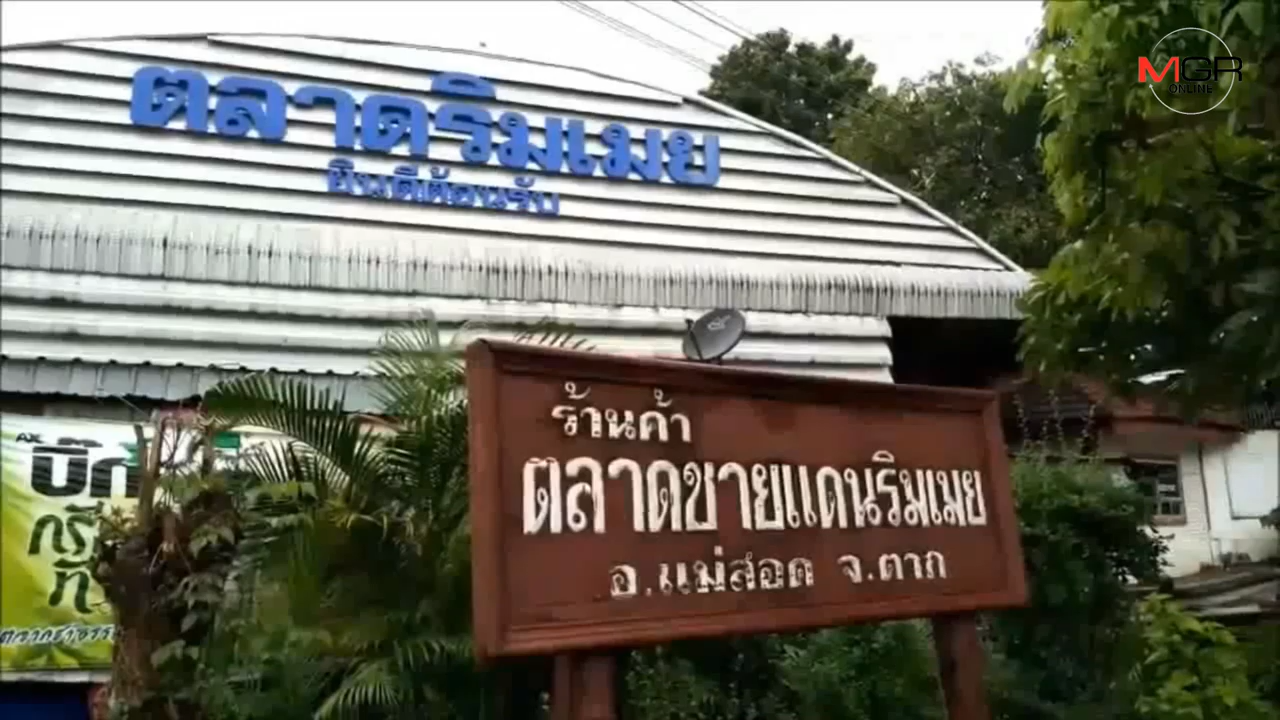 MGR
ONLINE
ตลาดริมเมย
ยินดีต้อนรับ
ร้านค้า
ตลาดชายแดนริมเมย
อ.แม่สอด จ.ตาก
บิ๊ก